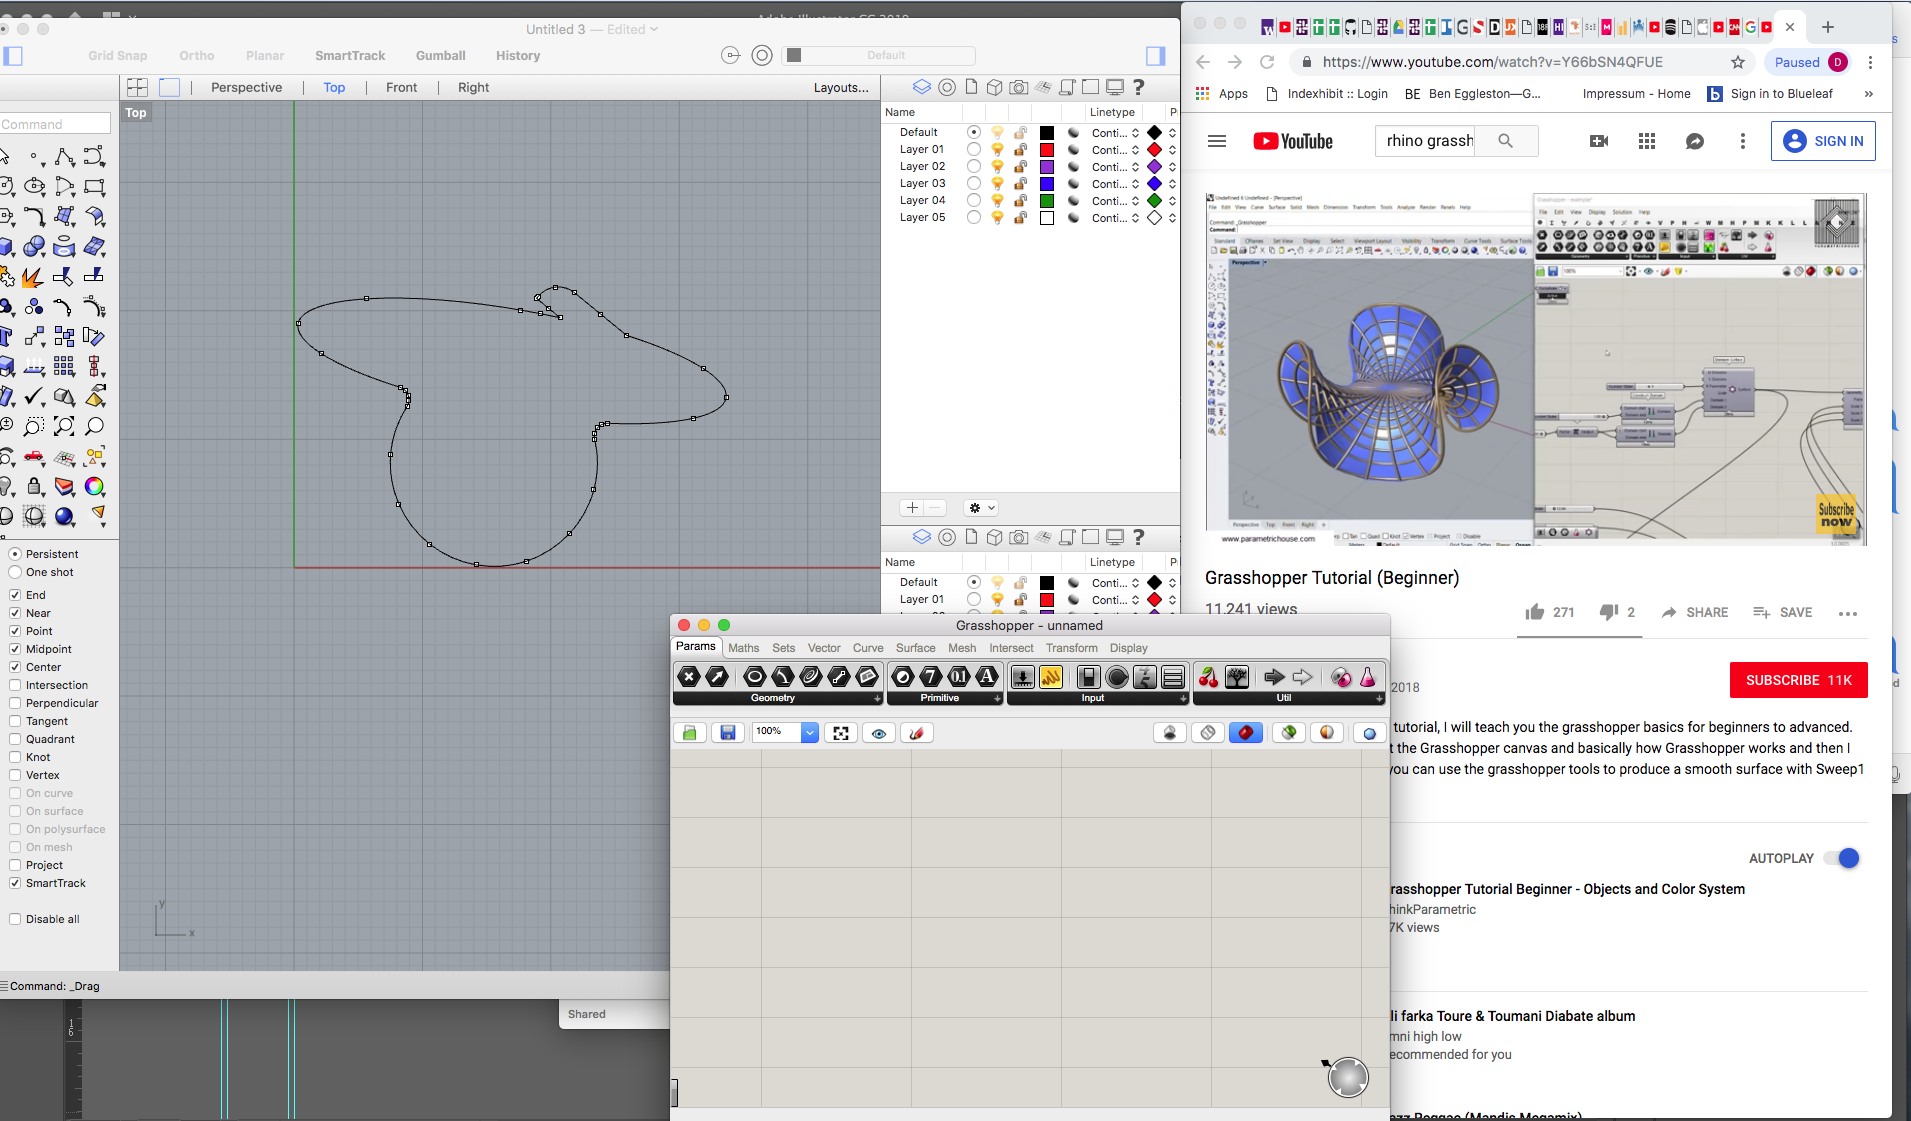 Adobe Illustrator CC 2018
Untitled 3 — Edited
Grid Snap
Ortho
Planar
SmartTrack
Gumball
History
Default
Perspective
Top
Front
Right
Layouts...
Command
Top
Name
Linetype
P
Default
Conti...
Layer 01
Conti...
Layer 02
Conti...
Layer 03
Conti...
Layer 04
Conti...
Layer 05
Conti...
Name
Linetype
P
Default
Conti...
Layer 01
Conti...
Persistent
One shot
End
Near
Point
Midpoint
Center
Intersection
Perpendicular
Tangent
Quadrant
Knot
Vertex
On curve
On surface
On polysurface
On mesh
Project
SmartTrack
Disable all
y
x
Command: _Drag
Shared
Grasshopper - unnamed
Params
Maths
Sets
Vector
Curve
Surface
Mesh
Intersect
Transform
Display
Geometry
Primitive
Input
Util
100%
https://www.youtube.com/watch?v=Y66bSN4QFUE
Paused
D
Apps
Indexhibit :: Login
BE
Ben Eggleston—G...
Impressum - Home
Sign in to Blueleaf
»
YouTube
rhino grassh
SIGN IN
Subscribe
now
www.parametrichouse.com
Grasshopper Tutorial (Beginner)
11,241 views
271
2
SHARE
SAVE
2018
SUBSCRIBE 11K
tutorial, I will teach you the grasshopper basics for beginners to advanced.
t the Grasshopper canvas and basically how Grasshopper works and then I
you can use the grasshopper tools to produce a smooth surface with Sweep1
AUTOPLAY
rasshopper Tutorial Beginner - Objects and Color System
hinkParametric
7K views
li farka Toure & Toumani Diabate album
mni high low
ecommended for you
azz Reggae (Mandis Megamix)